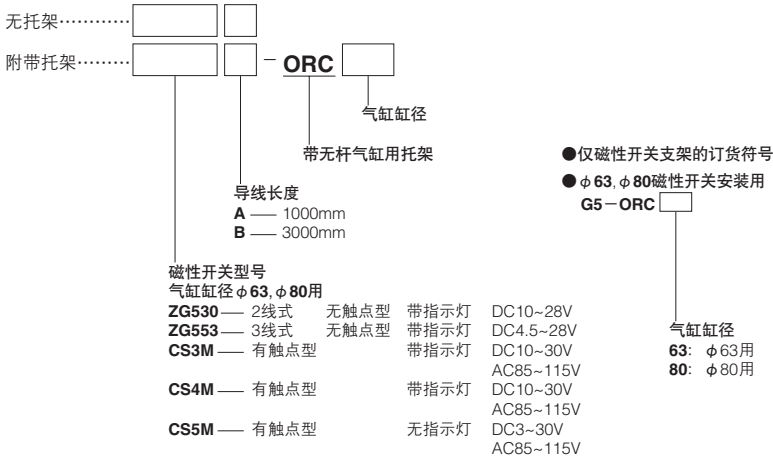 无托架…………
附带托架………  － ORC
气缸缸径
带无杆气缸用托架
导线长度
A —— 1000mm
B —— 3000mm
磁性开关型号
气缸缸径φ63,φ80用
ZG530 —— 2线式 无触点型 带指示灯 DC10~28V
ZG553 —— 3线式 无触点型 带指示灯 DC4.5~28V
CS3M —— 有触点型 带指示灯 DC10~30V
AC85~115V
CS4M —— 有触点型 带指示灯 DC10~30V
AC85~115V
CS5M —— 有触点型 无指示灯 DC3~30V
AC85~115V
●仅磁性开关支架的订货符号
●φ63,φ80磁性开关安装用
G5－ORC
气缸缸径
63: φ63用
80: φ80用